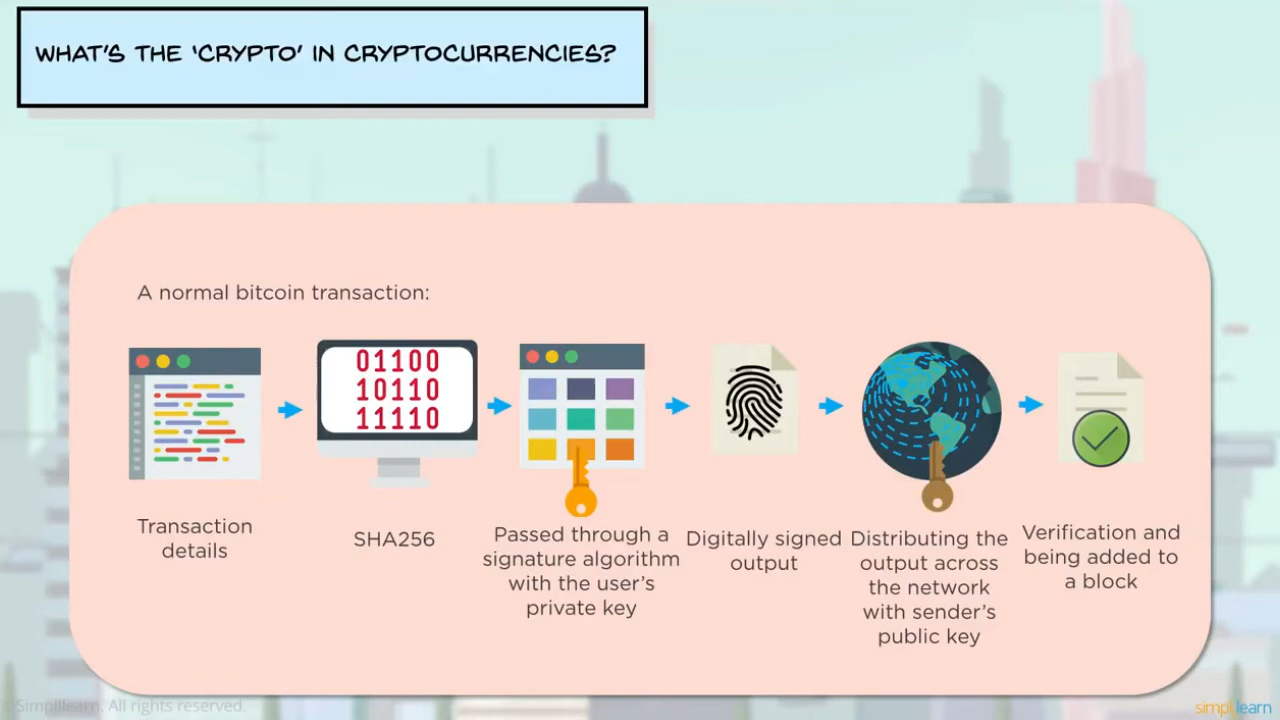 WHAT'S THE 'CRYPTO' IN CRYPTOCURRENCIES?
A normal bitcoin transaction:
01100
10110
11110
Transaction
details
SHA256
Passed through a
signature algorithm
with the user's
private key
Digitally signed
output
Distributing the
output across
the network
with sender's
public key
Verification and
being added to
a block
© Simplilearn. All rights reserved.
simplilearn